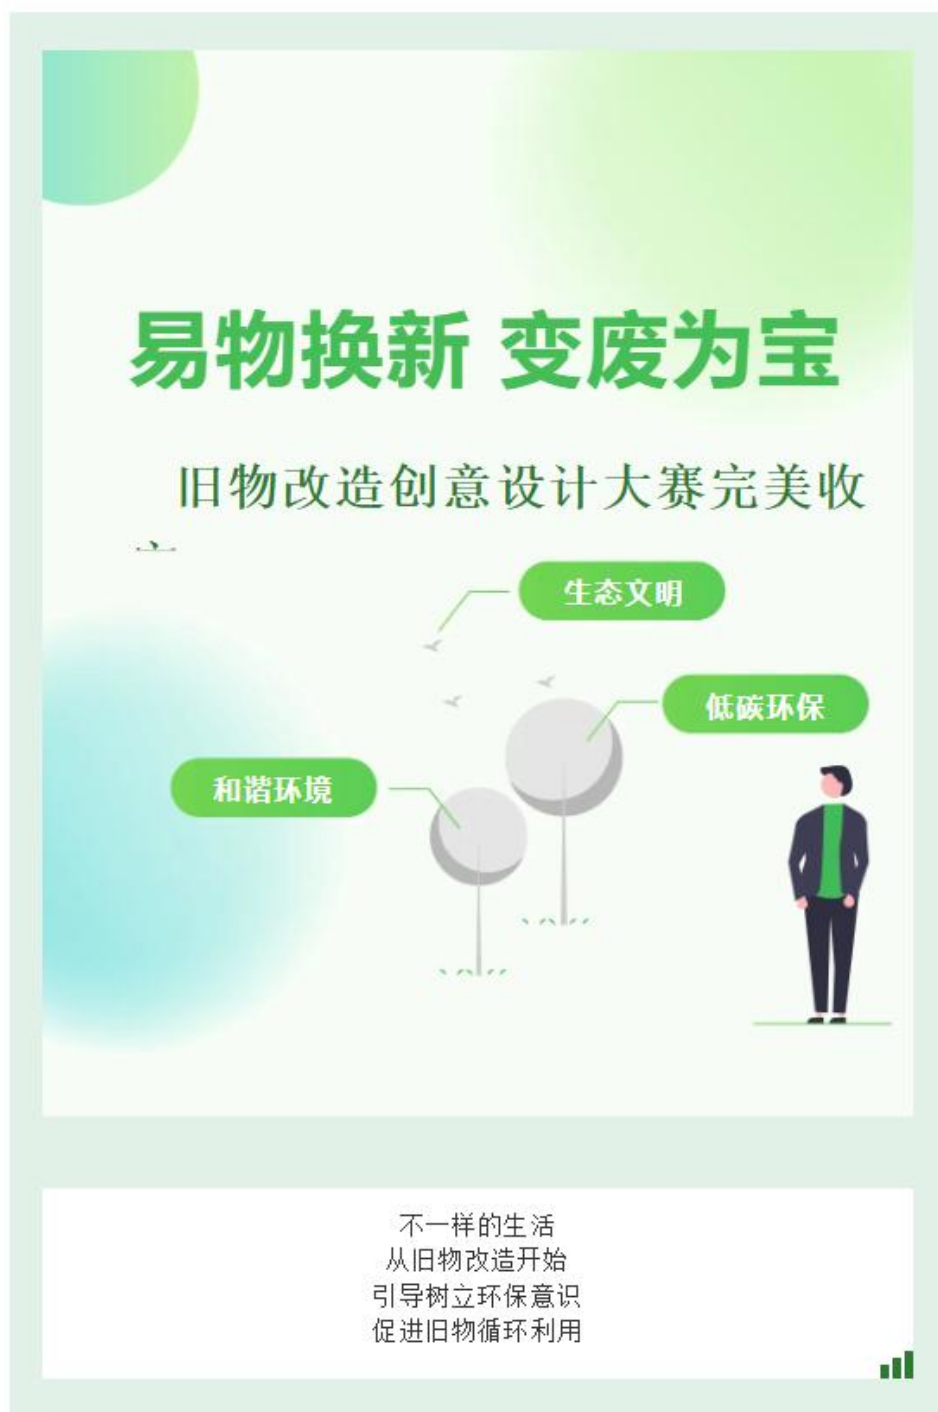 易物换新 变废为宝
旧物改造创意设计大赛完美收
生态文明
低碳环保
和谐环境
不一样的生活
从旧物改造开始
引导树立环保意识
促进旧物循环利用